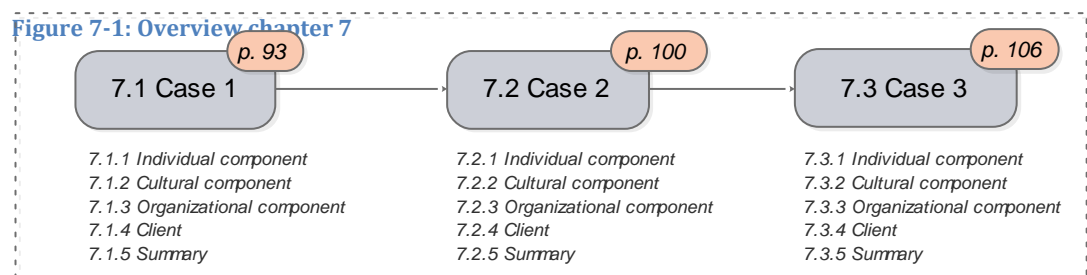 Figure 7-1: Overview chapter 7
p. 93
p. 100
p. 106
7.1 Case 1
7.2 Case 2
7.3 Case 3
7.1.1 Individual component
7.1.2 Cultural component
7.1.3 Organizational component
7.1.4 Client
7.1.5 Summary
7.2.1 Individual component
7.2.2 Cultural component
7.2.3 Organizational component
7.2.4 Client
7.2.5 Summary
7.3.1 Individual component
7.3.2 Cultural component
7.3.3 Organizational component
7.3.4 Client
7.3.5 Summary